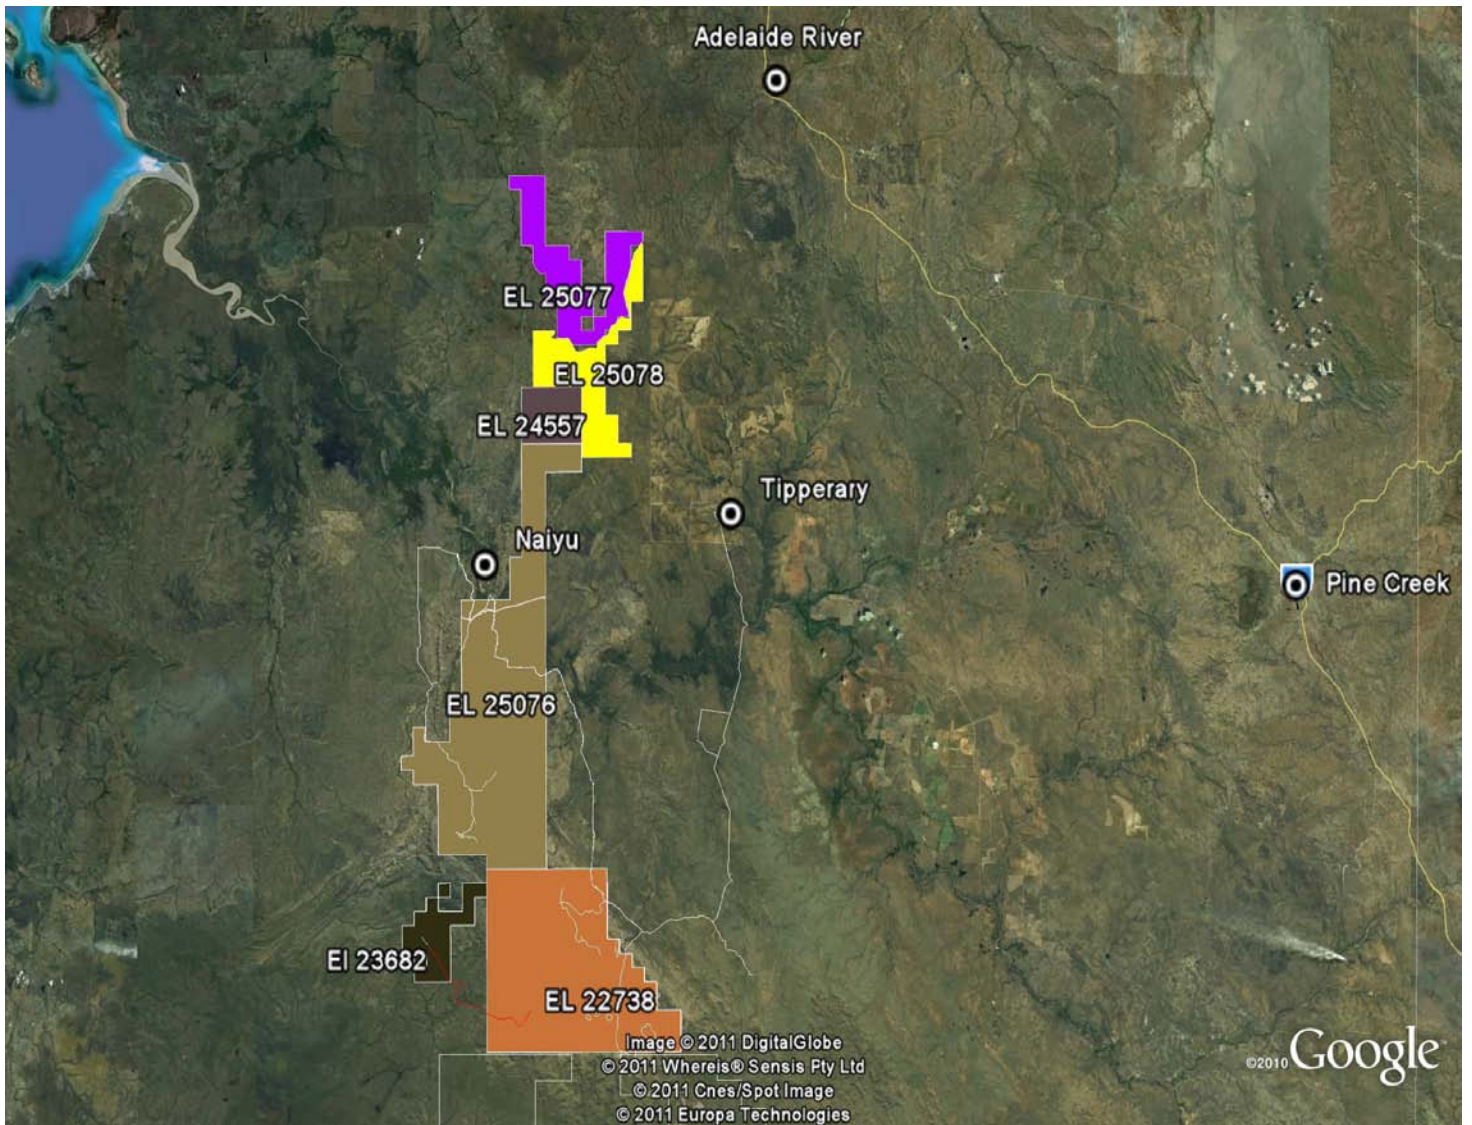 Adelaide River
EL 25077
EL 25078
EL 24557
Tipperary
Naiyu
Pine Creek
EL 25076
El 23682
EL 22738
Image © 2011 DigitalGlobe
© 2011 Whereis® Sensis Pty Ltd
© 2011 Cnes/Spot Image
© 2011 Europa Technologies
©2010 Google